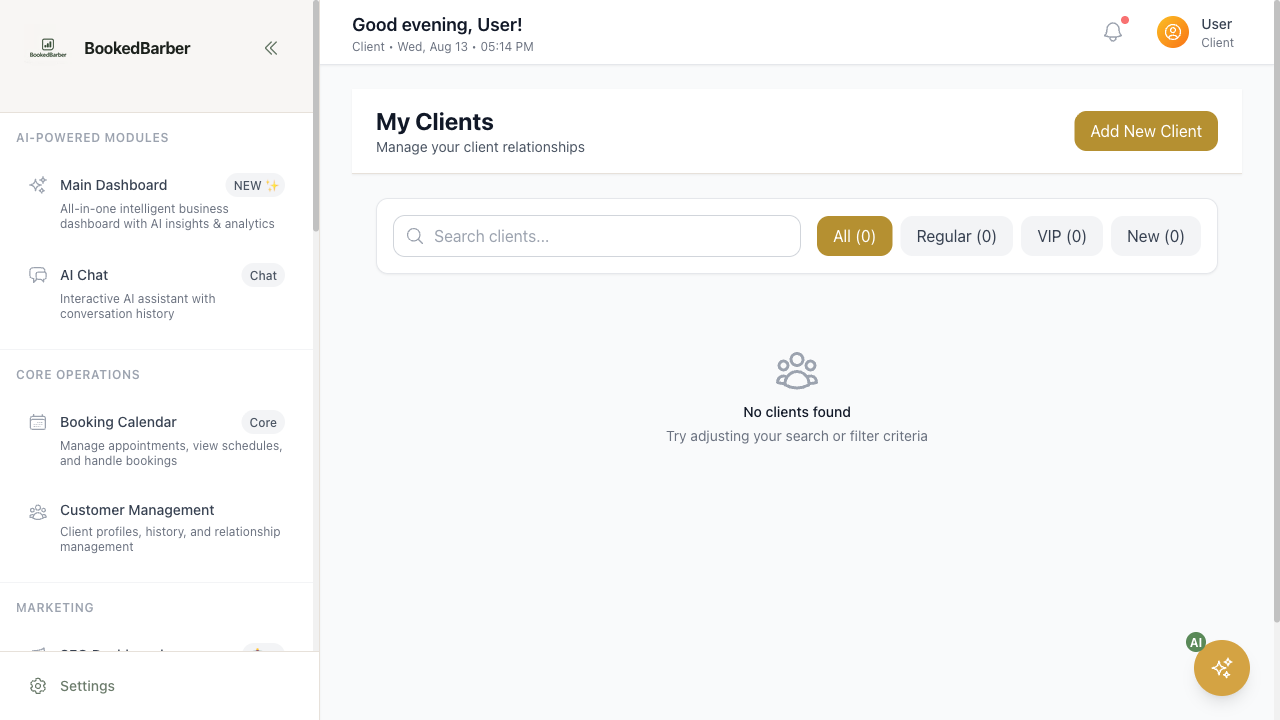 BookedBarber
BookedBarber
AI-POWERED MODULES
Main Dashboard
NEW ✨
All-in-one intelligent business
dashboard with AI insights & analytics
AI Chat
Chat
Interactive AI assistant with
conversation history
CORE OPERATIONS
Booking Calendar
Core
Manage appointments, view schedules,
and handle bookings
Customer Management
Client profiles, history, and relationship
management
MARKETING
Settings
Good evening, User!
Client • Wed, Aug 13 • 05:14 PM
User
Client
My Clients
Manage your client relationships
Add New Client
Search clients...
All (0)
Regular (0)
VIP (0)
New (0)
No clients found
Try adjusting your search or filter criteria
AI